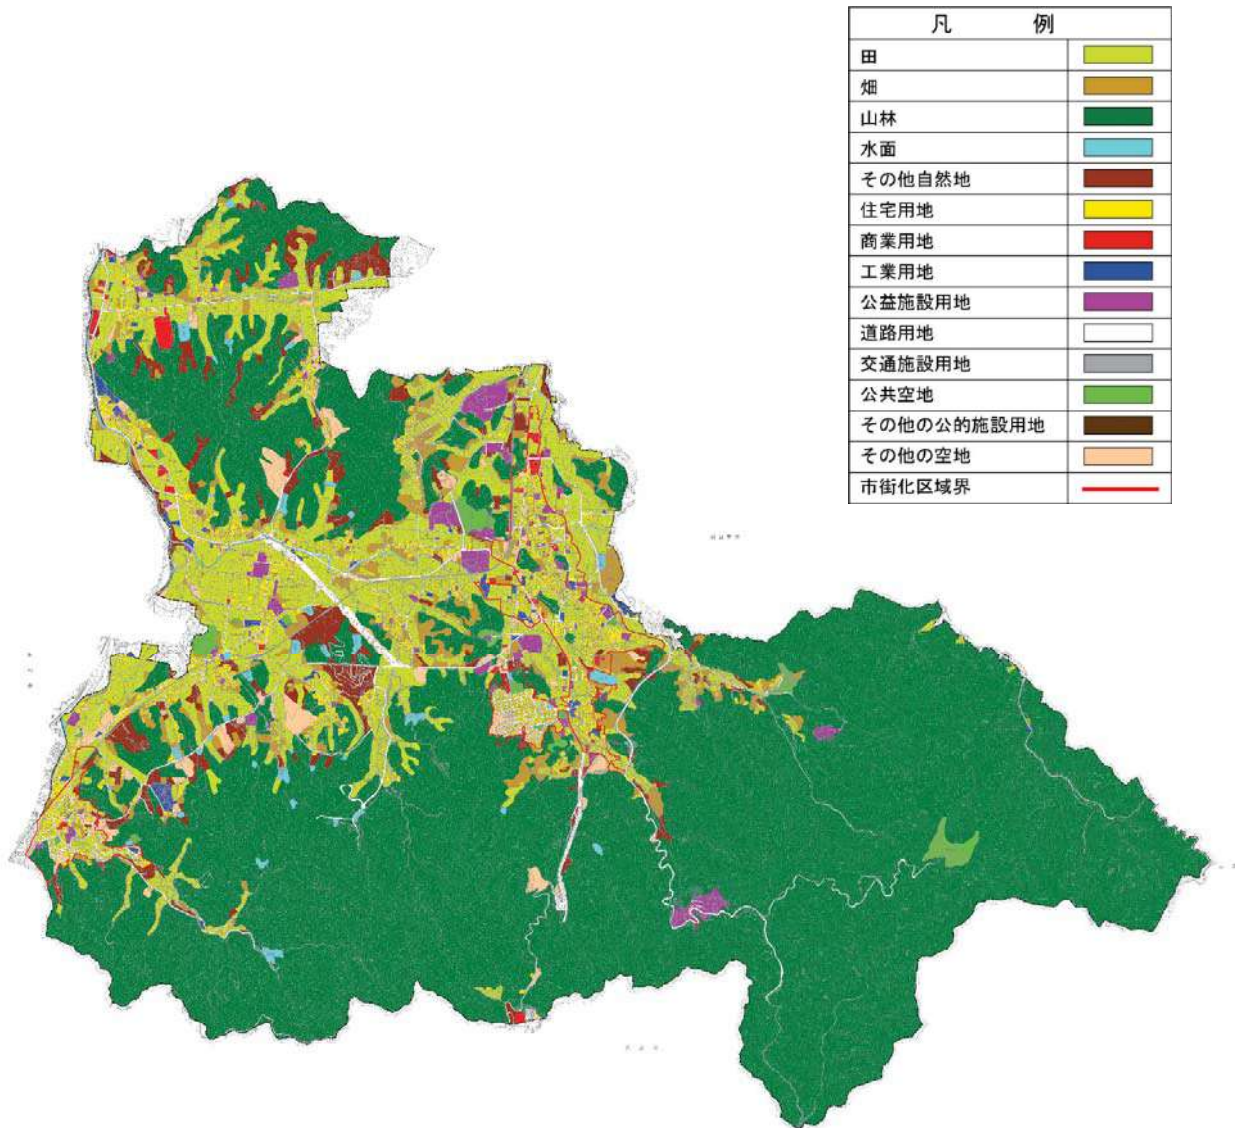 凡 例
田
畑
山林
水面
その他自然地
住宅用地
商業用地
工業用地
公益施設用地
道路用地
交通施設用地
公共空地
その他の公的施設用地
その他の空地
市街化区域界